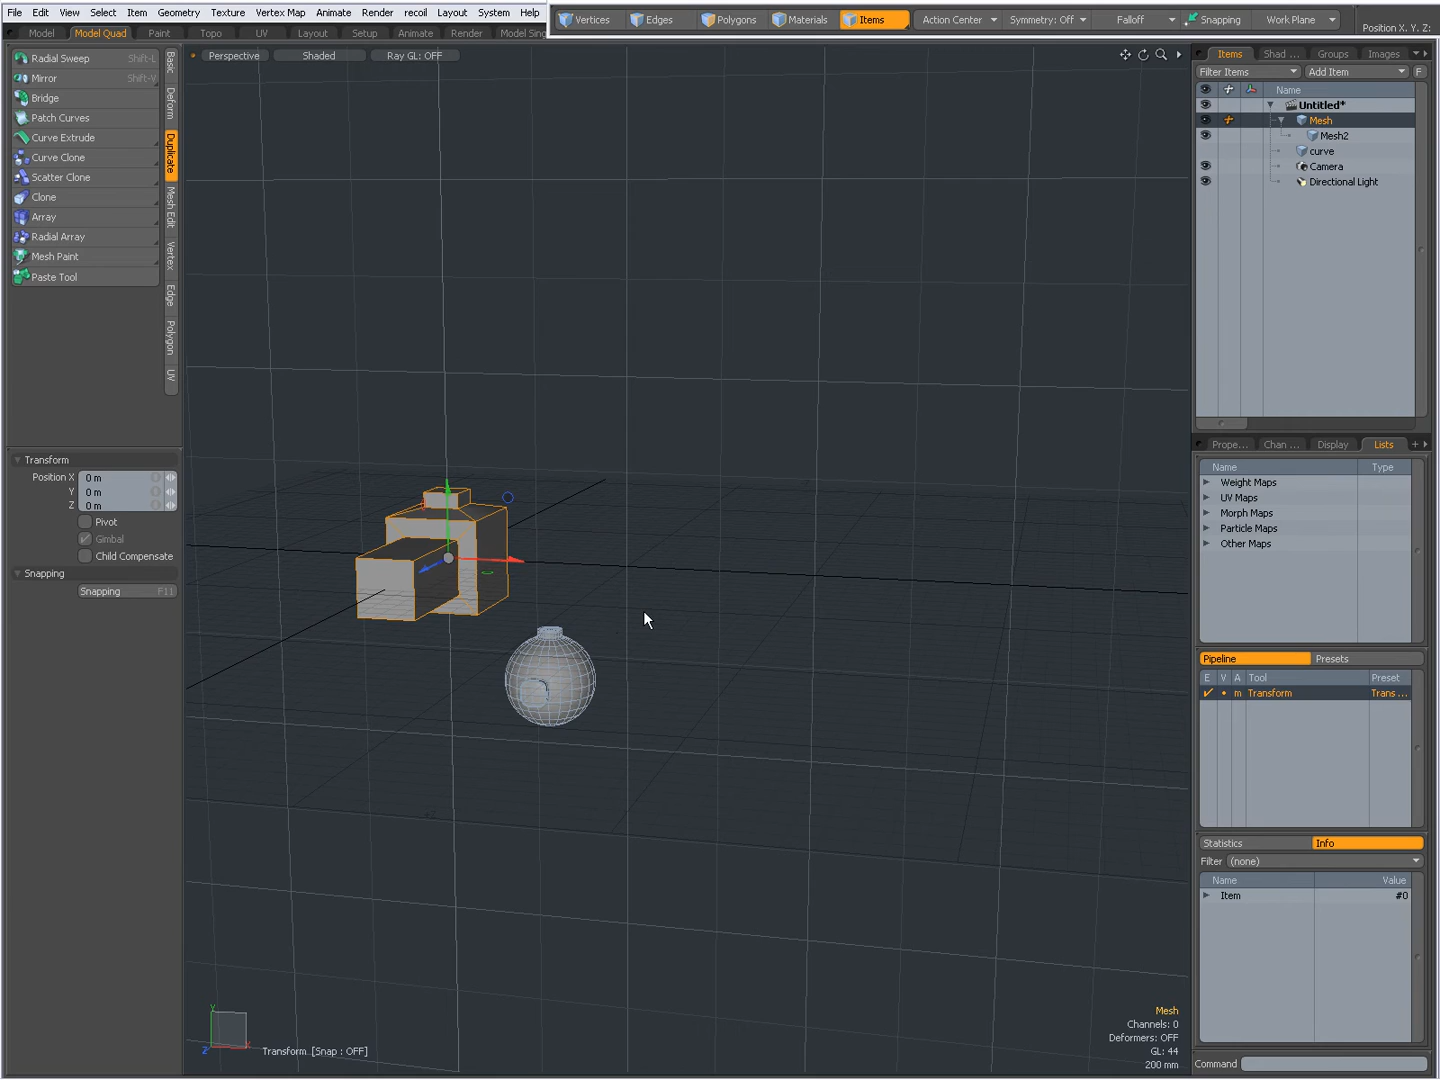 File Edit View Select Item Geometry Texture Vertex Map Animate Render recoil Layout System Help
Vertices Edges Polygons Materials Items Action Center Symmetry: Off Falloff Snapping Work Plane Position X, Y, Z:
Model Model Quad Paint Topo UV Layout Setup Animate Render Model Sing
Radial Sweep Shift-L
Mirror Shift-V
Bridge
Patch Curves
Curve Extrude
Curve Clone
Scatter Clone
Clone
Array
Radial Array
Mesh Paint
Paste Tool
Basic
Deform
Duplicate
Mesh Edit
Vertex
Edge
Polygon
UV
Transform
Position X 0 m
Y 0 m
Z 0 m
Pivot
Gimbal
Child Compensate
Snapping
Snapping F11
Perspective Shaded Ray GL: OFF
Y
Z
X
Transform [Snap : OFF]
Mesh
Channels: 0
Deformers: OFF
GL: 44
200 mm
Items Shad ... Groups Images
Filter Items Add Item F
Name
Untitled*
Mesh
Mesh2
curve
Camera
Directional Light
Prope... Chan ... Display Lists +
Name Type
Weight Maps
UV Maps
Morph Maps
Particle Maps
Other Maps
Pipeline Presets
E V A Tool Preset
m Transform Trans ...
Statistics Info
Filter (none)
Name Value
Item #0
Command